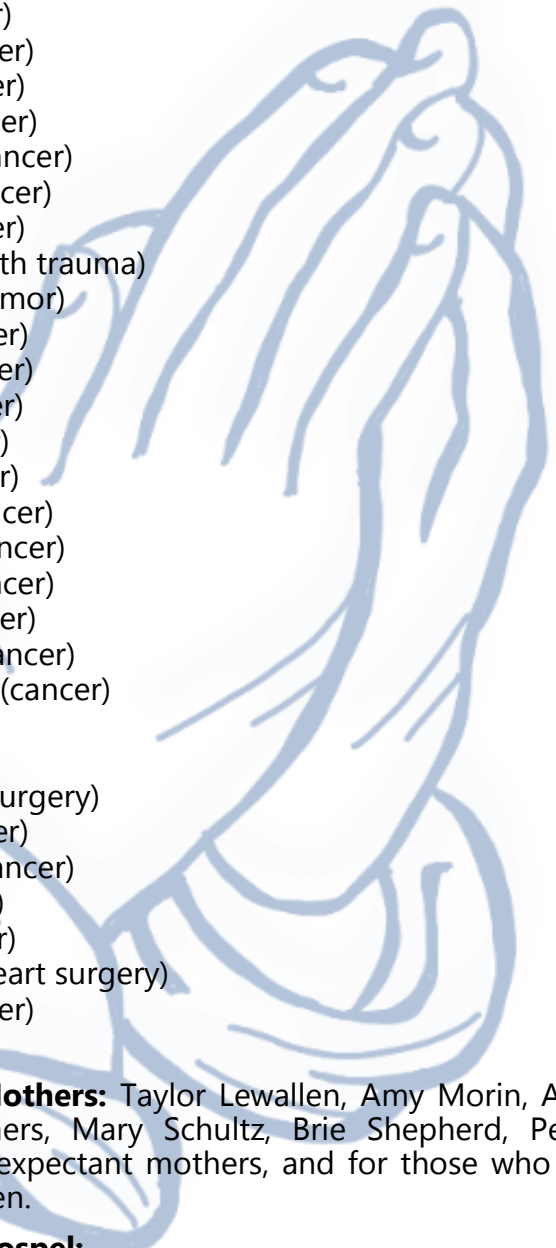 r)
er)
er)
er)
ancer)
cer)
er)
th trauma)
mor)
er)
er)
er)
)
r)
cer)
ncer)
ncer)
er)
ancer)
(cancer)
urgery)
er)
ancer)
)
r)
eart surgery)
er)
Mothers: Taylor Lewallen, Amy Morin, A
ers, Mary Schultz, Brie Shepherd, Pe
expectant mothers, and for those who
en.
ospel: